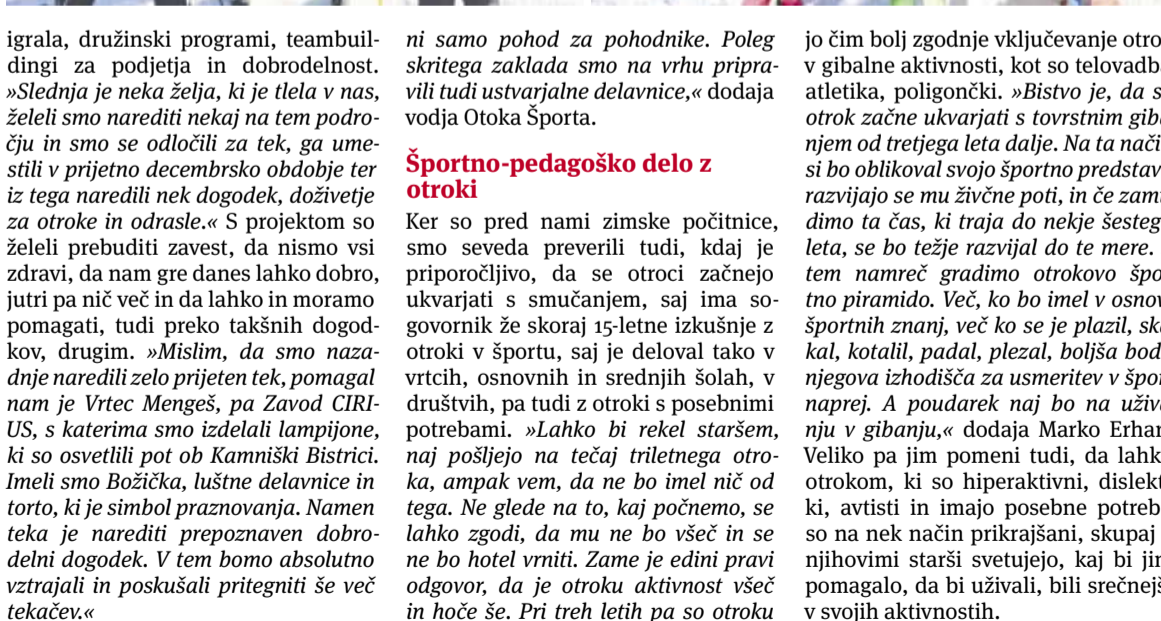 igrala, družinski programi, teambuil-
dingi za podjetja in dobrodelnost.
»Slednja je neka želja, ki je tlela v nas,
želeli smo narediti nekaj na tem podro-
čju in smo se odločili za tek, ga ume-
stili v prijetno decembrsko obdobje ter
iz tega naredili nek dogodek, doživetje
za otroke in odrasle.« S projektom so
želeli prebuditi zavest, da nismo vsi
zdravi, da nam gre danes lahko dobro,
jutri pa nič več in da lahko in moramo
pomagati, tudi preko takšnih dogod-
kov, drugim. »Mislim, da smo naza-
dnje naredili zelo prijeten tek, pomagal
nam je Vrtec Mengeš, pa Zavod CIRI-
US, s katerima smo izdelali lampijone,
ki so osvetlili pot ob Kamniški Bistrici.
Imeli smo Božička, luštne delavnice in
torto, ki je simbol praznovanja. Namen
teka je narediti prepoznaven dobro-
delni dogodek. V tem bomo absolutno
vztrajali in poskušali pritegniti še več
tekačev.«
ni samo pohod za pohodnike. Poleg
skritega zaklada smo na vrhu pripra-
vili tudi ustvarjalne delavnice,« dodaja
vodja Otoka Športa.
Športno-pedagoško delo z
otroki
Ker so pred nami zimske počitnice,
smo seveda preverili tudi, kdaj je
priporočljivo, da se otroci začnejo
ukvarjati s smučanjem, saj ima so-
govornik že skoraj 15-letne izkušnje z
otroki v športu, saj je deloval tako v
vrtcih, osnovnih in srednjih šolah, v
društvih, pa tudi z otroki s posebnimi
potrebami. »Lahko bi rekel staršem,
naj pošljejo na tečaj triletnega otro-
ka, ampak vem, da ne bo imel nič od
tega. Ne glede na to, kaj počnemo, se
lahko zgodi, da mu ne bo všeč in se
ne bo hotel vrniti. Zame je edini pravi
odgovor, da je otroku aktivnost všeč
in hoče še. Pri treh letih pa so otroku
jo čim bolj zgodnje vključevanje otro
v gibalne aktivnosti, kot so telovadb
atletika, poligončki. »Bistvo je, da s
otrok začne ukvarjati s tovrstnim gib
njem od tretjega leta dalje. Na ta nači
si bo oblikoval svojo športno predstav
razvijajo se mu živčne poti, in če zam
dimo ta čas, ki traja do nekje šesteg
leta, se bo težje razvijal do te mere.
tem namreč gradimo otrokovo špo
tno piramido. Več, ko bo imel v osnov
športnih znanj, več ko se je plazil, ska
kal, kotalil, padal, plezal, boljša bod
njegova izhodišča za usmeritev v špor
naprej. A poudarek naj bo na uživa
nju v gibanju,« dodaja Marko Erhar
Veliko pa jim pomeni tudi, da lahk
otrokom, ki so hiperaktivni, dislekt
ki, avtisti in imajo posebne potreb
so na nek način prikrajšani, skupaj
njihovimi starši svetujejo, kaj bi jim
pomagalo, da bi uživali, bili srečnejš
v svojih aktivnostih.